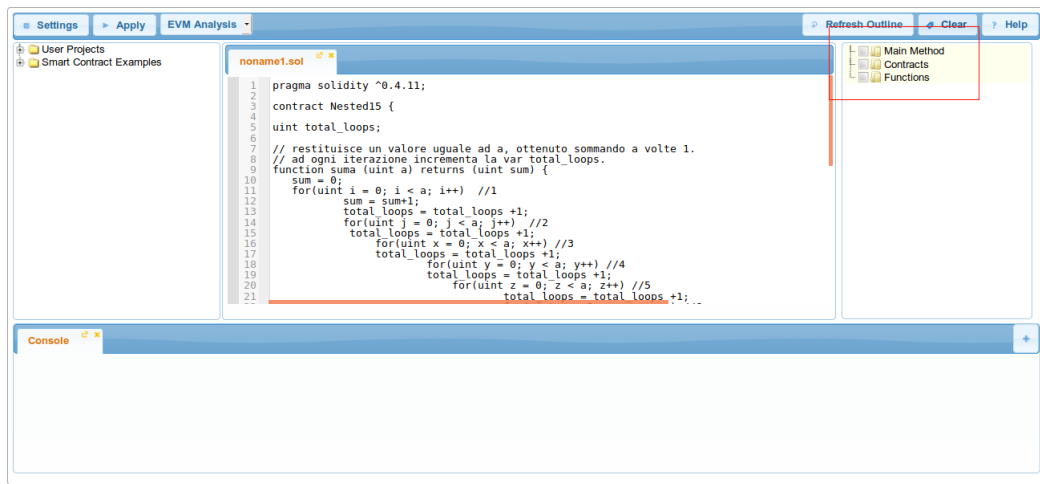 Settings Apply EVM Analysis Refresh Outline Clear ? Help
User Projects
Smart Contract Examples
noname1.sol
1 pragma solidity ^0.4.11;
2
3 contract Nested15 {
4
5 uint total_loops;
6
7 // restituisce un valore uguale ad a, ottenuto sommando a volte 1.
8 // ad ogni iterazione incrementa la var total_loops.
9 function suma (uint a) returns (uint sum) {
10 sum = 0;
11 for(uint i = 0; i < a; i++) //1
12 sum = sum+1;
13 total_loops = total_loops +1;
14 for(uint j = 0; j < a; j++) //2
15 total_loops = total_loops +1;
16 for(uint x = 0; x < a; x++) //3
17 total_loops = total_loops +1;
18 for(uint y = 0; y < a; y++) //4
19 total_loops = total_loops +1;
20 for(uint z = 0; z < a; z++) //5
21 total_loops = total_loops +1;
Main Method
Contracts
Functions
Console